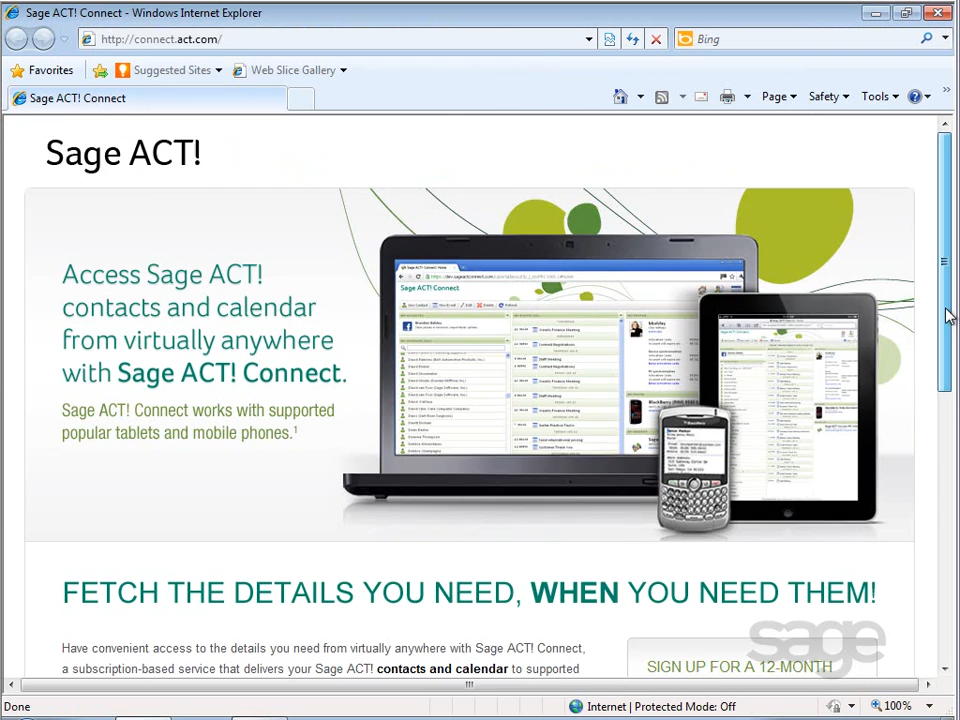 Sage ACT! Connect - Windows Internet Explorer
http://connect.act.com/
Bing
Favorites
Suggested Sites
Web Slice Gallery
Sage ACT! Connect
Page
Safety
Tools
Sage ACT!
Access Sage ACT!
contacts and calendar
from virtually anywhere
with Sage ACT! Connect.
Sage ACT! Connect works with supported
popular tablets and mobile phones.¹
Sage ACT! Connect
FETCH THE DETAILS YOU NEED, WHEN YOU NEED THEM!
Have convenient access to the details you need from virtually anywhere with Sage ACT! Connect,
a subscription-based service that delivers your Sage ACT! contacts and calendar to supported
SIGN UP FOR A 12-MONTH
sage
Done
Internet | Protected Mode: Off
100%